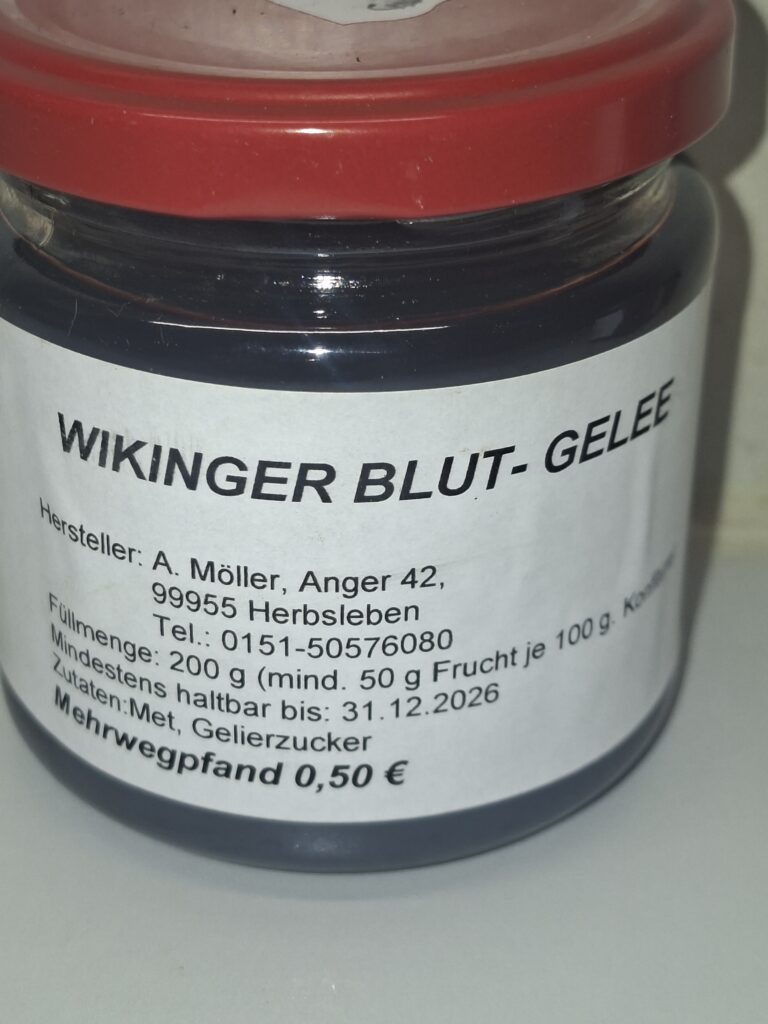 WIKINGER BLUT- GELEE
Hersteller: A. Möller, Anger 42,
99955 Herbsleben
Tel.: 0151-50576080
Füllmenge: 200 g (mind. 50 g Frucht je 100 g.
Mindestens haltbar bis: 31.12.2026
Zutaten:Met, Gelierzucker
Mehrwegpfand 0,50 €